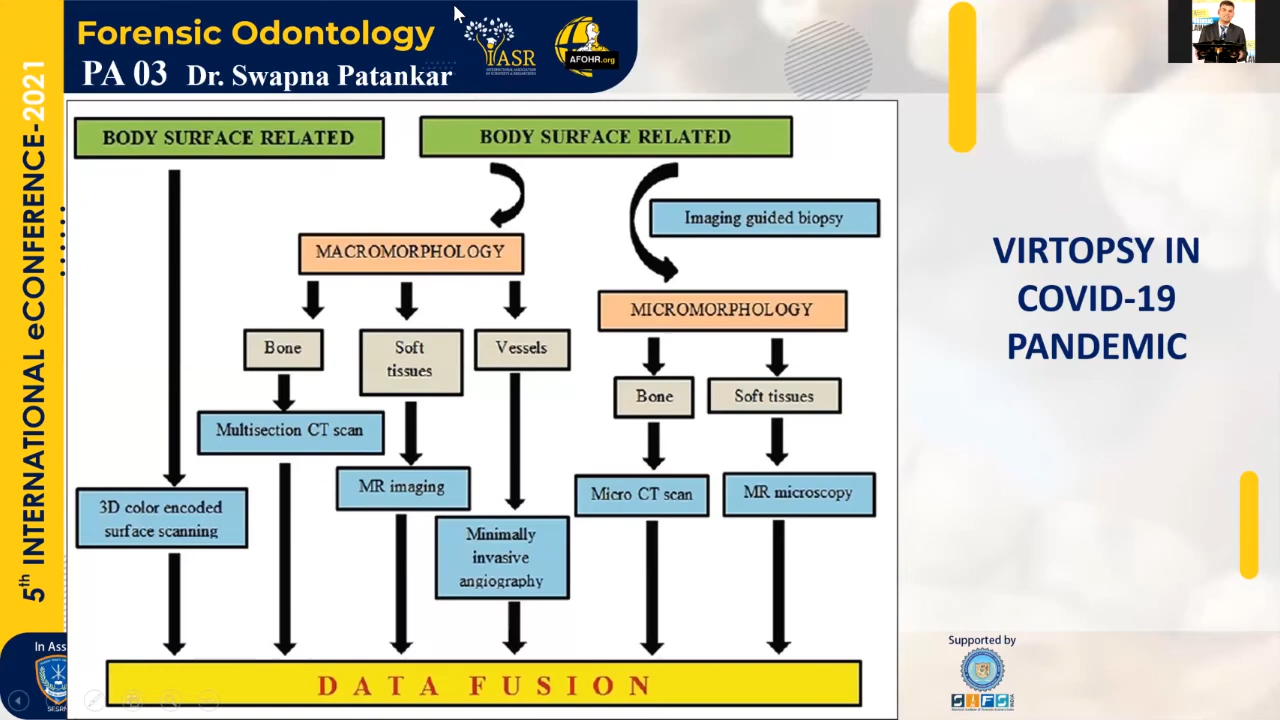 Forensic Odontology
PA 03 Dr. Swapna Patankar
IASR
AFOHR.org
5th INTERNATIONAL eCONFERENCE-2021
BODY SURFACE RELATED
BODY SURFACE RELATED
Imaging guided biopsy
MACROMORPHOLOGY
MICROMORPHOLOGY
Bone
Soft
tissues
Vessels
Bone
Soft tissues
Multisection CT scan
MR imaging
Micro CT scan
MR microscopy
3D color encoded
surface scanning
Minimally
invasive
angiography
DATA FUSION
VIRTOPSY IN
COVID-19
PANDEMIC
In Ass
Supported by
SIFS
INDIA